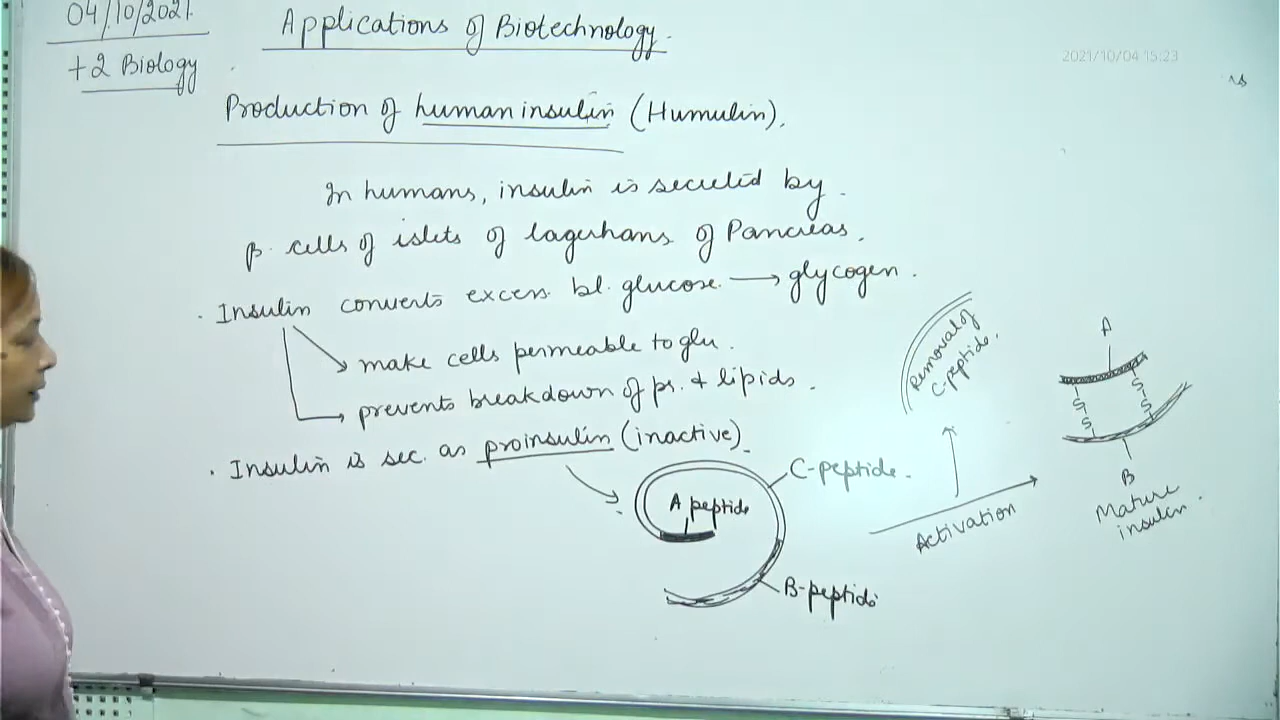 04/10/2021.
Applications of Biotechnology.
2021/10/04 15:23
+2 Biology
Production of human insulin (Humulin).
In humans, insulin is secreted by
β cells of islets of lagerhans of Pancreas.
Insulin converts excess bl. glucose → glycogen.
make cells permeable to glu.
prevents breakdown of pr. & lipids.
Insulin is sec. as proinsulin (inactive).
A peptide
C-peptide.
B-peptide
Activation
Removal of
C-peptide.
A
S S
S S
B
Mature
insulin.